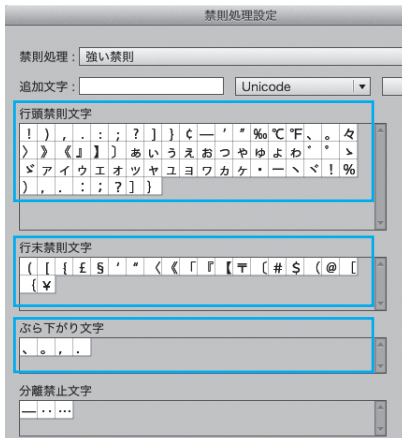 禁則処理設定
禁則処理： 強い禁則
追加文字： Unicode
行頭禁則文字
! ) , . : ; ? ] } ¢ — ’ ” ‰ ℃ ℉ 、 。 々
〉 》 《 』 】 〕 ぁ ぃ ぅ ぇ ぉ っ ゃ ゅ ょ ゎ ゛ ゜ ゝ
ゞ ァ ィ ゥ ェ ォ ッ ャ ュ ョ ヮ ヵ ヶ ・ ー ヽ ヾ ！ ％
） ， ． ： ； ？ ］ ｝
行末禁則文字
( [ { £ § ‘ “ 〈 《 「 『 【 〒 〔 ＃ ＄ （ ＠ ［
｛ ￥
ぶら下がり文字
、 。 , .
分離禁止文字
— ‥ …